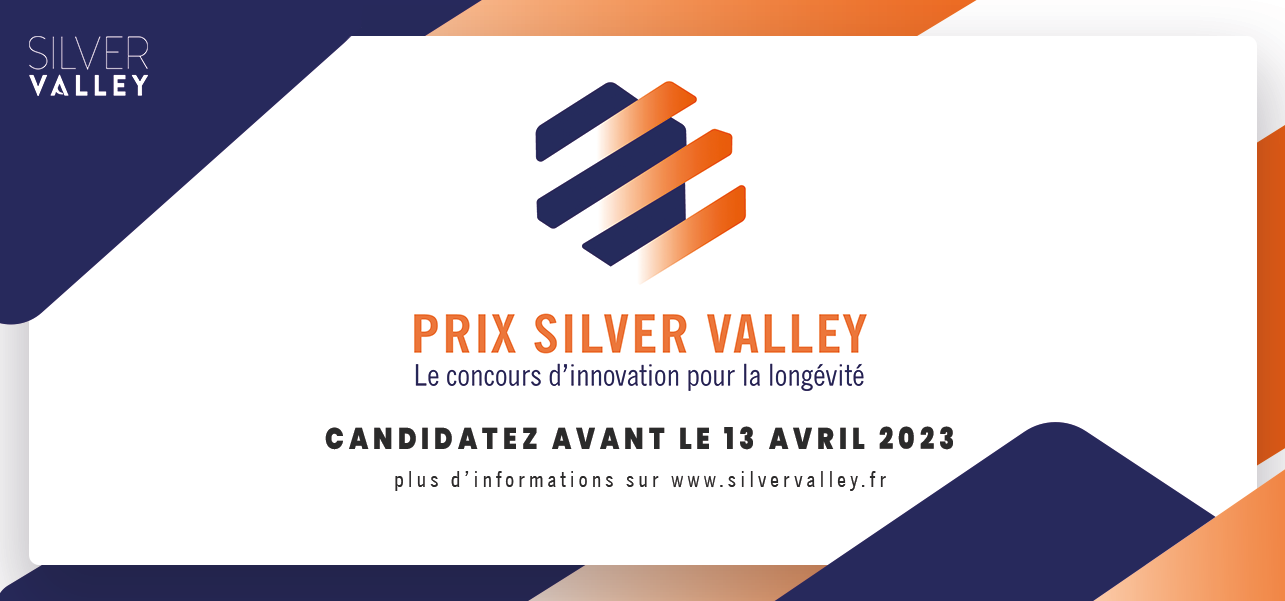 SILVER
VALLEY
PRIX SILVER VALLEY
Le concours d'innovation pour la longévité
CANDIDATEZ AVANT LE 13 AVRIL 2023
plus d'informations sur www.silvervalley.fr